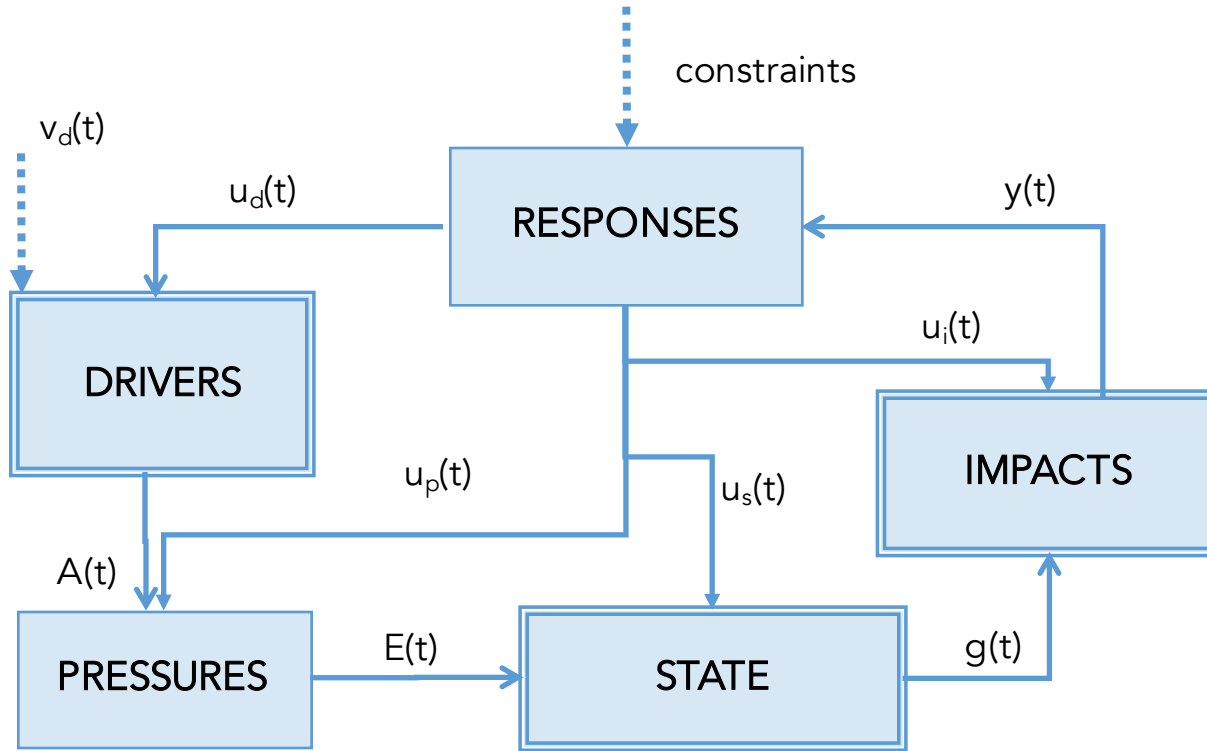 constraints
v_d(t)
u_d(t)
y(t)
RESPONSES
u_i(t)
DRIVERS
IMPACTS
u_p(t)
u_s(t)
A(t)
E(t)
g(t)
PRESSURES
STATE